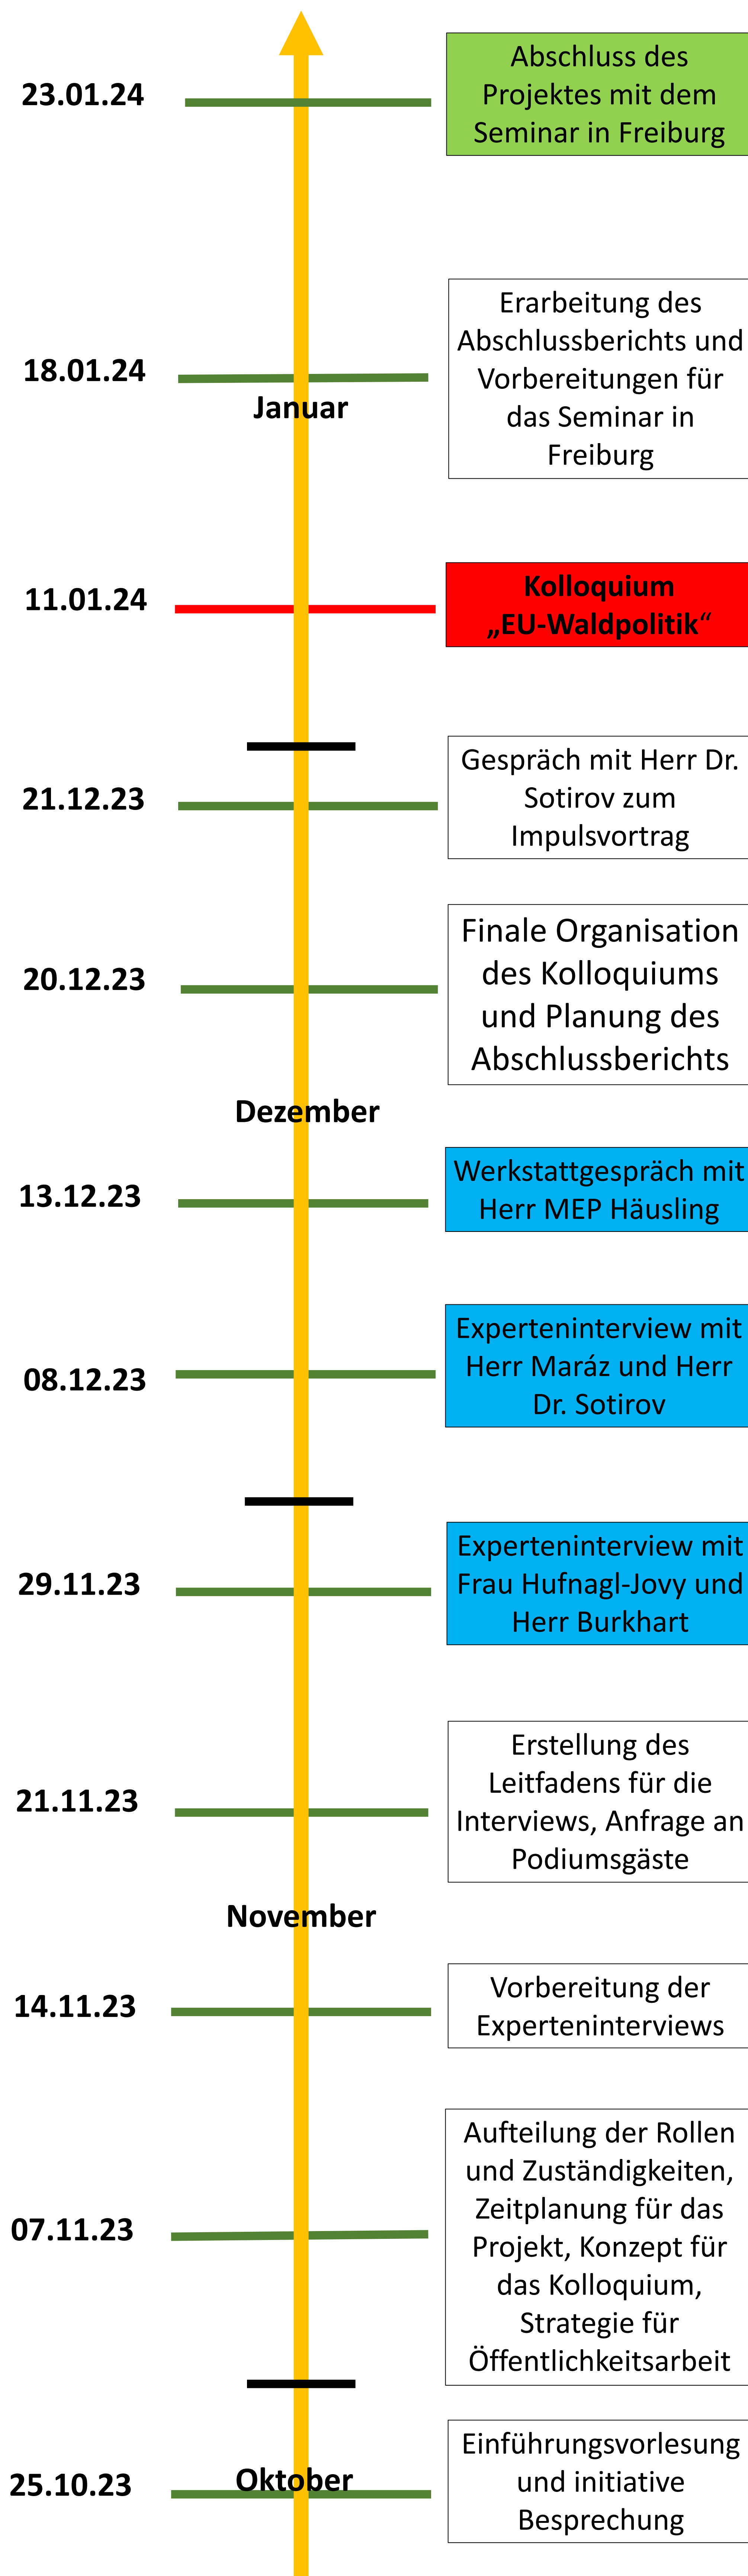 23.01.24
Abschluss des
Projektes mit dem
Seminar in Freiburg
18.01.24
Erarbeitung des
Abschlussberichts und
Vorbereitungen für
das Seminar in
Freiburg
Januar
11.01.24
Kolloquium
„EU-Waldpolitik“
21.12.23
Gespräch mit Herr Dr.
Sotirov zum
Impulsvortrag
20.12.23
Finale Organisation
des Kolloquiums
und Planung des
Abschlussberichts
Dezember
13.12.23
Werkstattgespräch mit
Herr MEP Häusling
08.12.23
Experteninterview mit
Herr Maráz und Herr
Dr. Sotirov
29.11.23
Experteninterview mit
Frau Hufnagl-Jovy und
Herr Burkhart
21.11.23
Erstellung des
Leitfadens für die
Interviews, Anfrage an
Podiumsgäste
November
14.11.23
Vorbereitung der
Experteninterviews
07.11.23
Aufteilung der Rollen
und Zuständigkeiten,
Zeitplanung für das
Projekt, Konzept für
das Kolloquium,
Strategie für
Öffentlichkeitsarbeit
25.10.23
Oktober
Einführungsvorlesung
und initiative
Besprechung